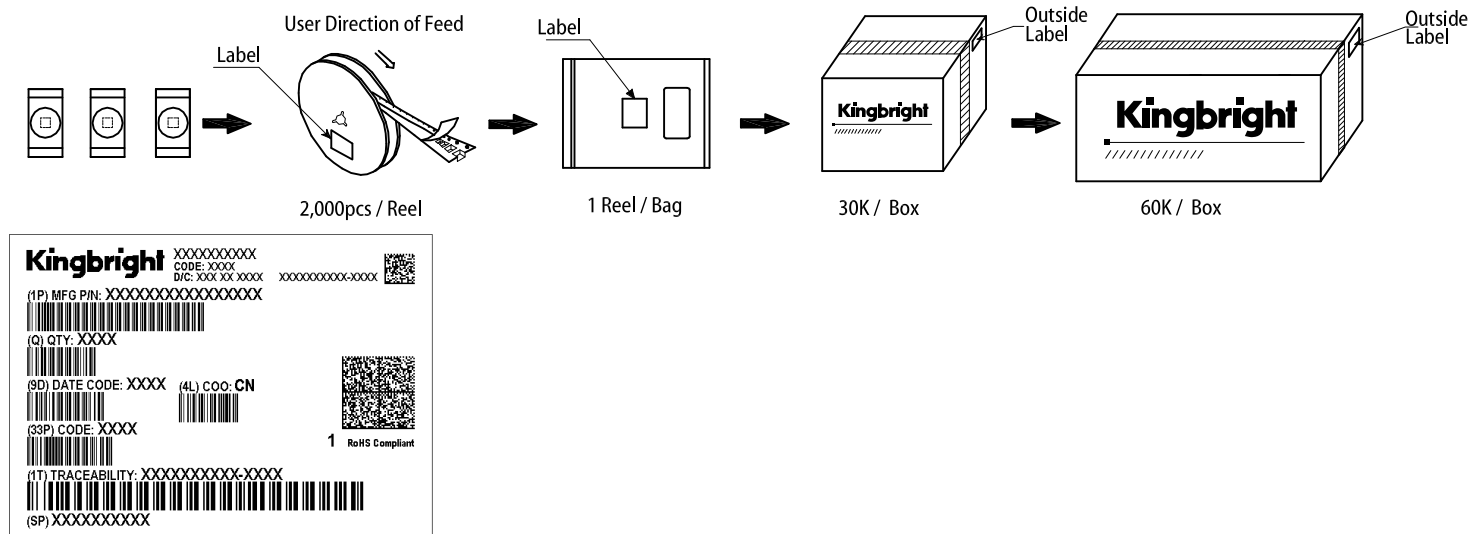 User Direction of Feed
Label
Label
Outside
Label
Outside
Label
Kingbright
Kingbright
2,000pcs / Reel
1 Reel / Bag
30K / Box
60K / Box
Kingbright
XXXXXXXXXX
CODE: XXXX
D/C: XXX XX XXXX
XXXXXXXXXX-XXXX
(1P) MFG P/N: XXXXXXXXXXXXXXXX
(Q) QTY: XXXX
(9D) DATE CODE: XXXX
(4L) COO: CN
(33P) CODE: XXXX
1
RoHS Compliant
(1T) TRACEABILITY: XXXXXXXXXX-XXXX
(SP) XXXXXXXXXX